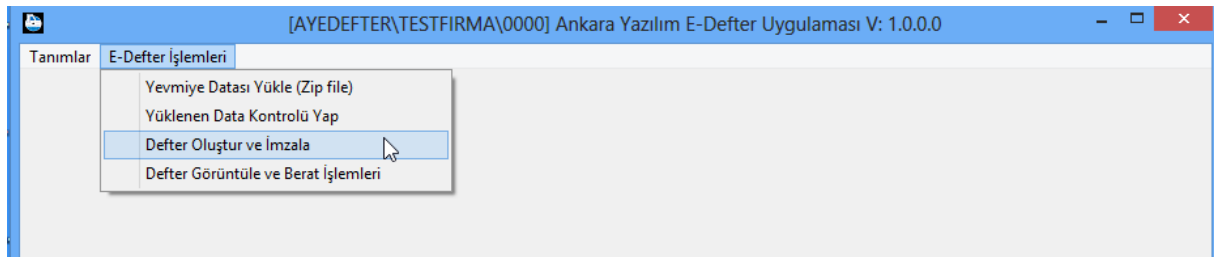 [AYEDEFTER\TESTFIRMA\0000] Ankara Yazılım E-Defter Uygulaması V: 1.0.0.0
Tanımlar E-Defter İşlemleri
Yevmiye Datası Yükle (Zip file)
Yüklenen Data Kontrolü Yap
Defter Oluştur ve İmzala
Defter Görüntüle ve Berat İşlemleri